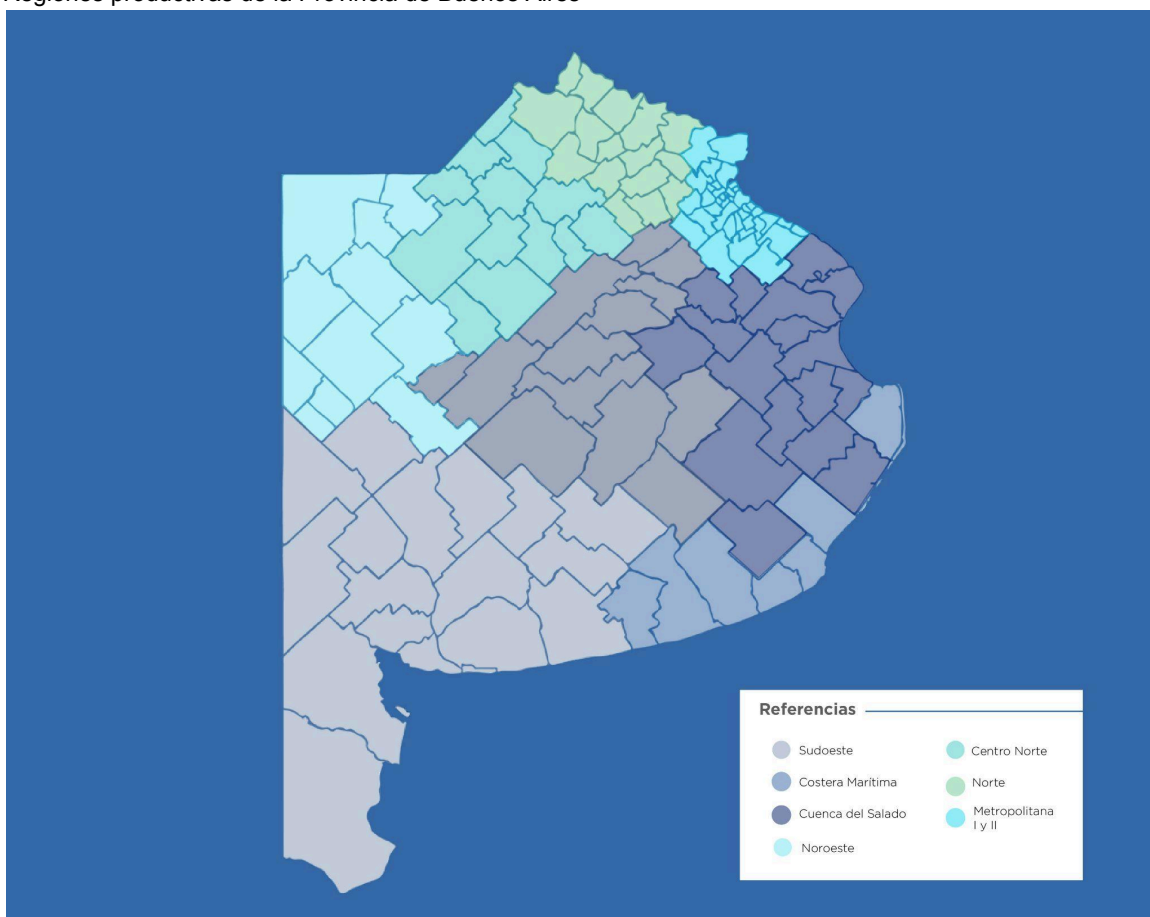 Regiones productivas de la Provincia de Buenos Aires
Referencias
Sudoeste
Costera Marítima
Cuenca del Salado
Noroeste
Centro Norte
Norte
Metropolitana
I y II